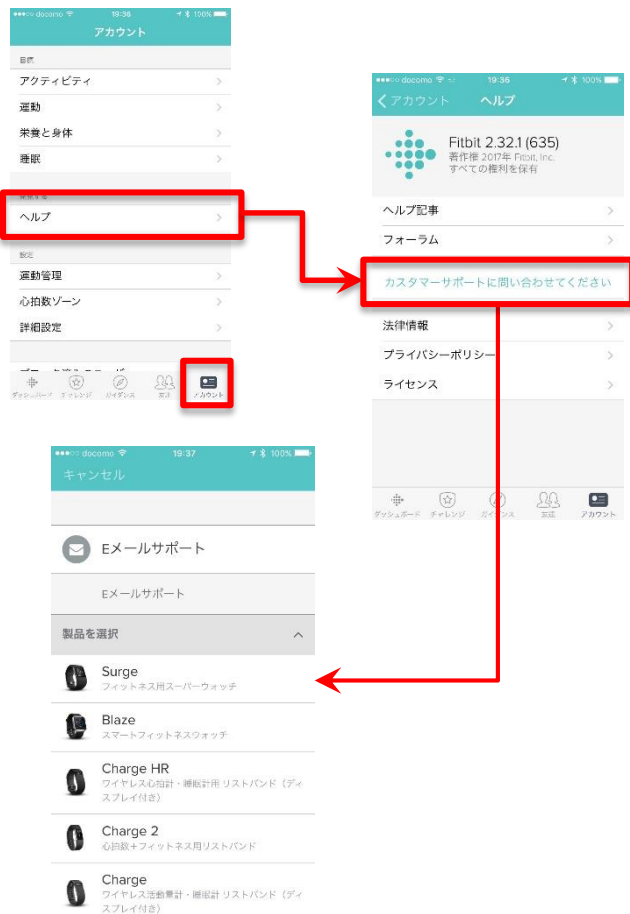 docomo 19:36 100%
アカウント
目標
アクティビティ
運動
栄養と身体
睡眠
ヘルプ
設定
運動管理
心拍数ゾーン
詳細設定
ダッシュボード チャレンジ ガイダンス 友達 アカウント
docomo 19:36 100%
アカウント ヘルプ
Fitbit 2.32.1 (635)
著作権 2017年 Fitbit, Inc.
すべての権利を保有
ヘルプ記事
フォーラム
カスタマーサポートに問い合わせてください
法律情報
プライバシーポリシー
ライセンス
ダッシュボード チャレンジ ガイダンス 友達 アカウント
docomo 19:37 100%
キャンセル
Eメールサポート
Eメールサポート
製品を選択
Surge
フィットネス用スーパーウォッチ
Blaze
スマートフィットネスウォッチ
Charge HR
ワイヤレス心拍計・睡眠計用 リストバンド（ディ
スプレイ付き）
Charge 2
心拍数＋フィットネス用リストバンド
Charge
ワイヤレス活動量計・睡眠計 リストバンド（ディ
スプレイ付き）